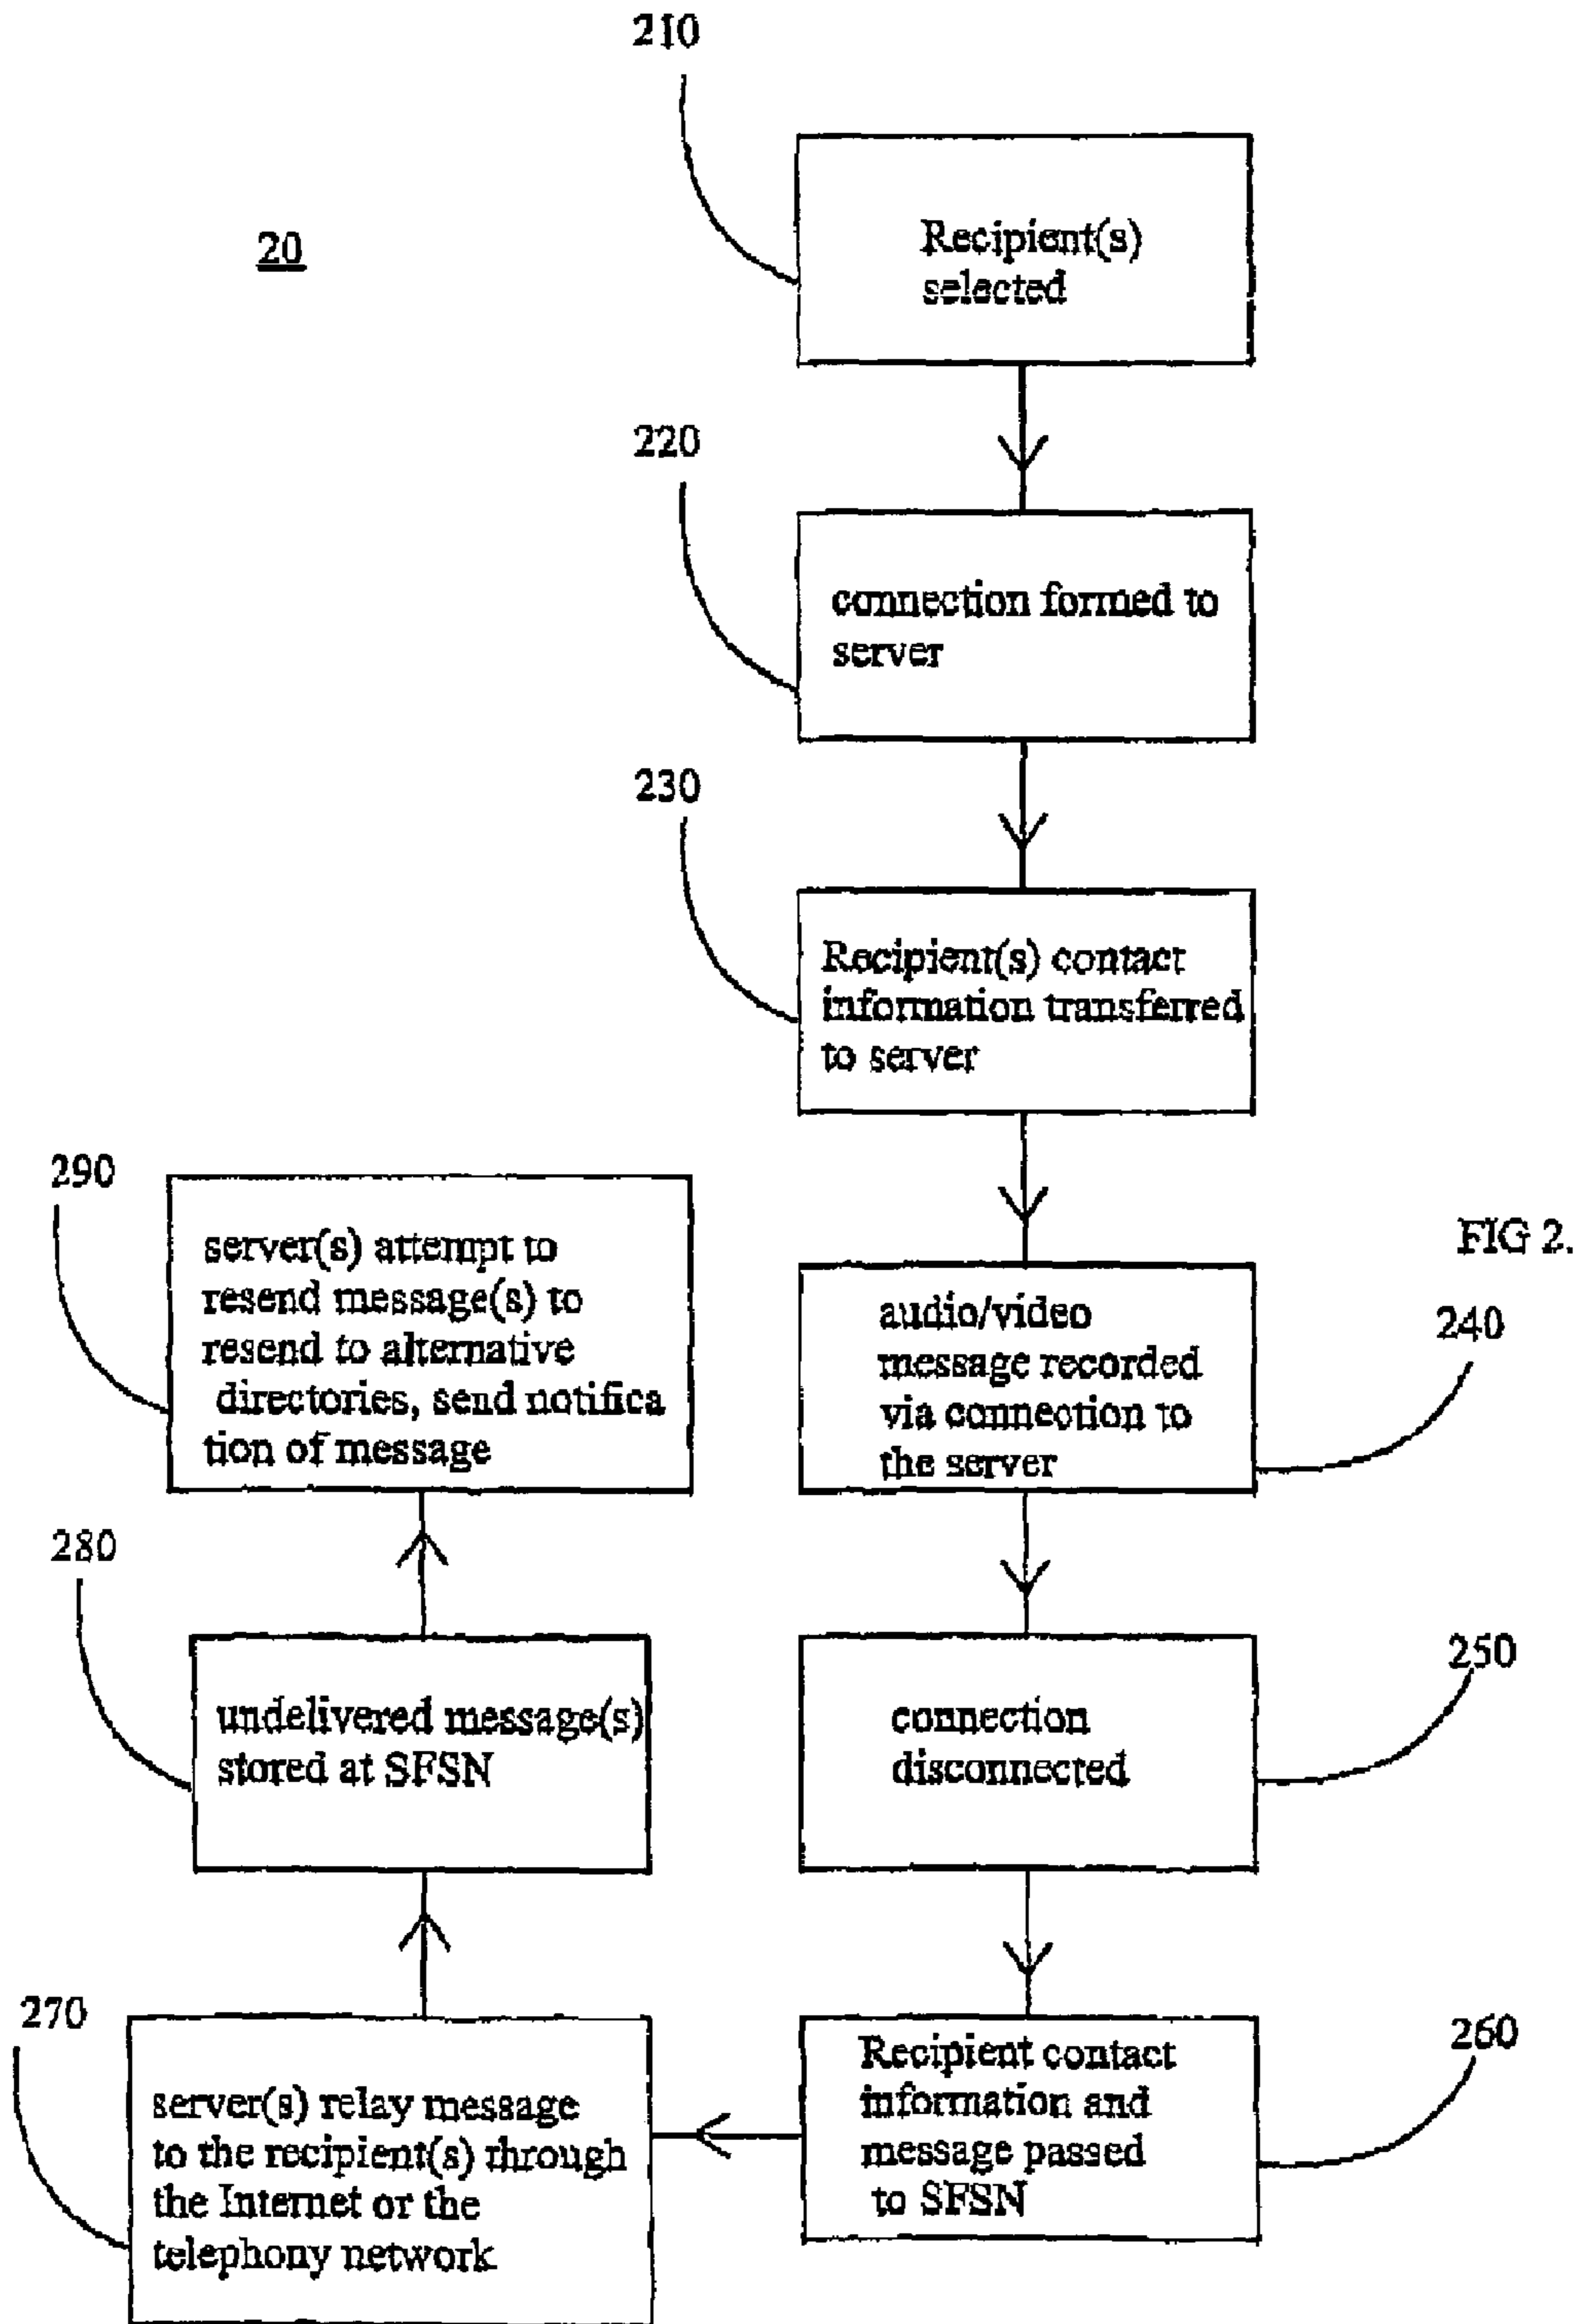 210
20
Recipient(s)
selected
220
connection formed to
server
230
Recipient(s) contact
information transferred
to server
FIG 2.
240
audio/video
message recorded
via connection to
the server
250
connection
disconnected
260
Recipient contact
information and
message passed
to SFSN
270
server(s) relay message
to the recipient(s) through
the Internet or the
telephony network
280
undelivered message(s)
stored at SFSN
290
server(s) attempt to
resend message(s) to
resend to alternative
directories, send notifica
tion of message